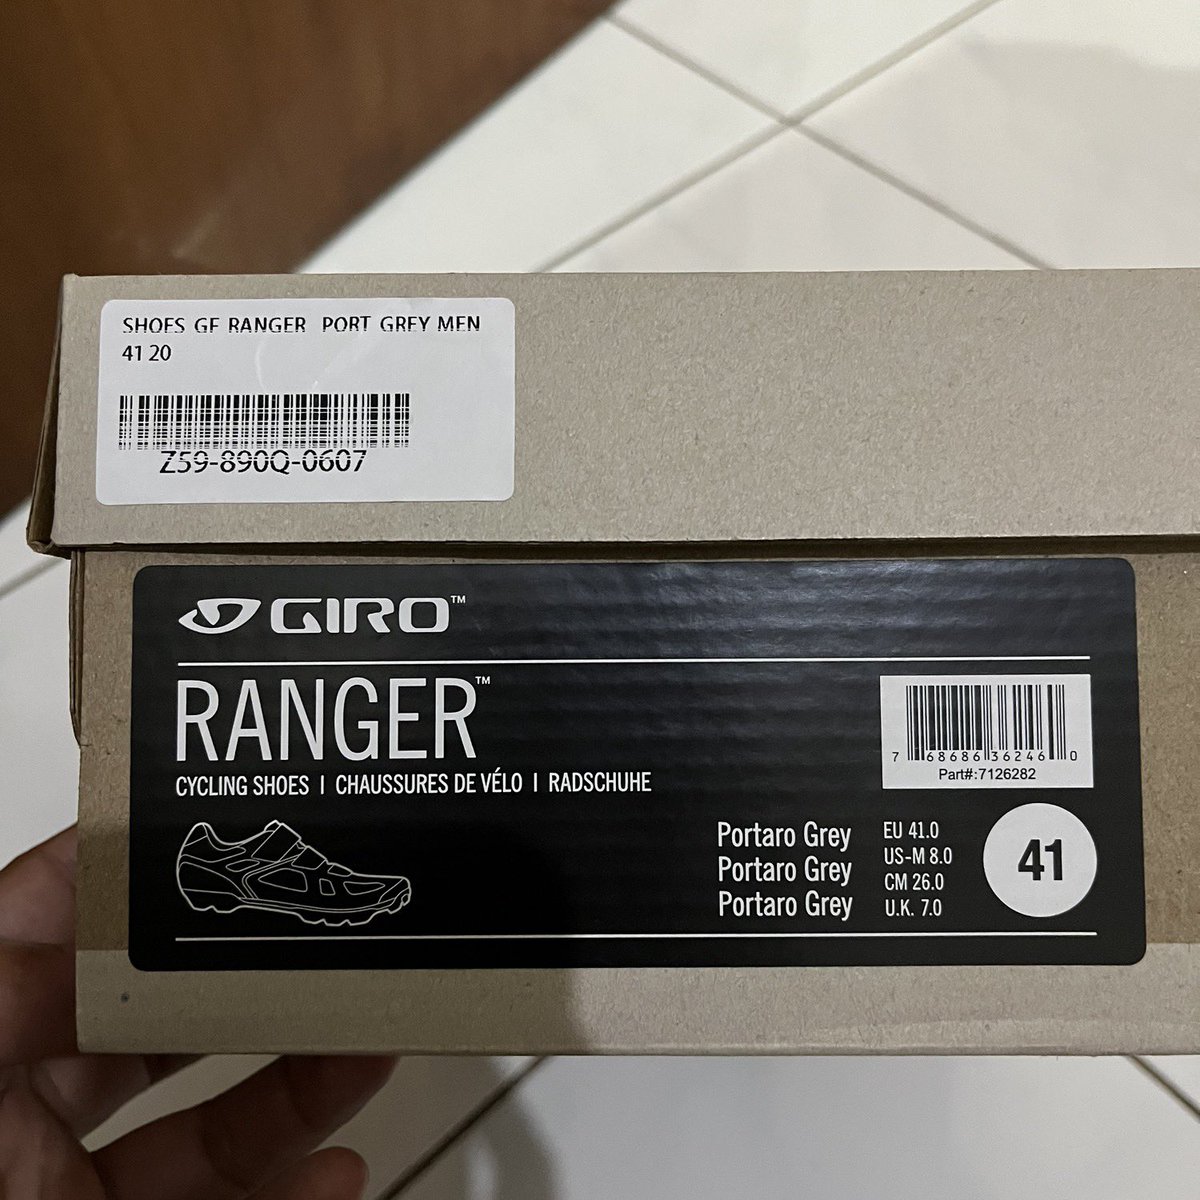 SHOES GF RANGER PORT GREY MEN
41 20
Z59-890Q-0607
GIRO™
RANGER™
CYCLING SHOES | CHAUSSURES DE VÉLO | RADSCHUHE
7 68686 36246 0
Part#:7126282
Portaro Grey
Portaro Grey
Portaro Grey
EU 41.0
US-M 8.0
CM 26.0
U.K. 7.0
41